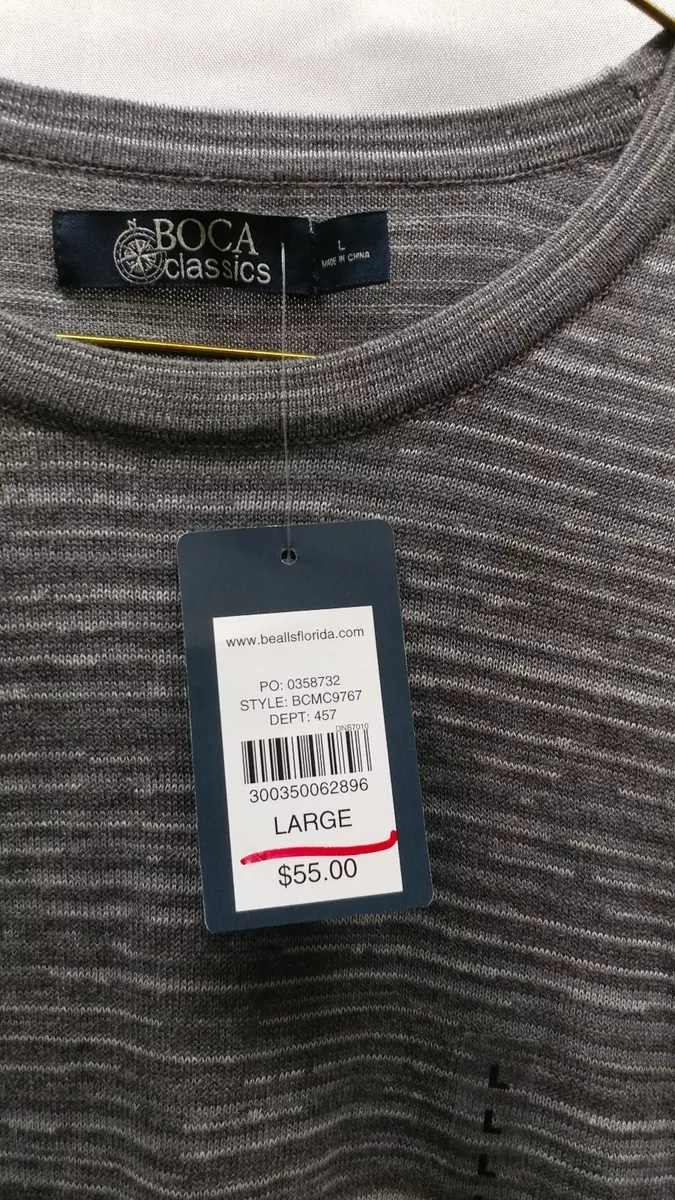 N
BOCA
classics
L
MADE IN CHINA
www.beallsflorida.com
PO: 0358732
STYLE: BCMC9767
DEPT: 457
DNS7010
300350062896
LARGE
$55.00
L
L
L